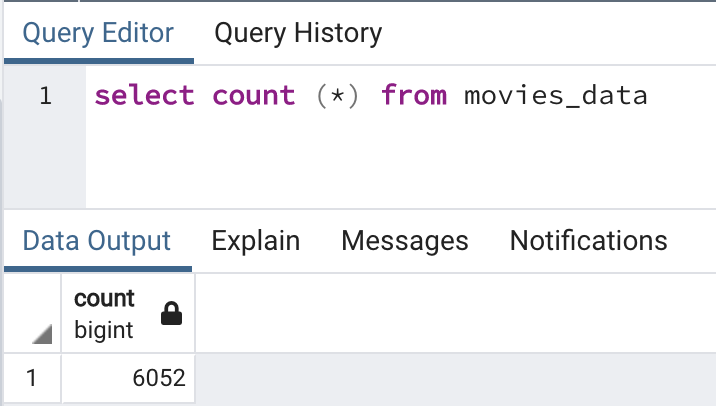 Query Editor Query History
1 select count (*) from movies_data
Data Output Explain Messages Notifications
count
bigint
1 6052